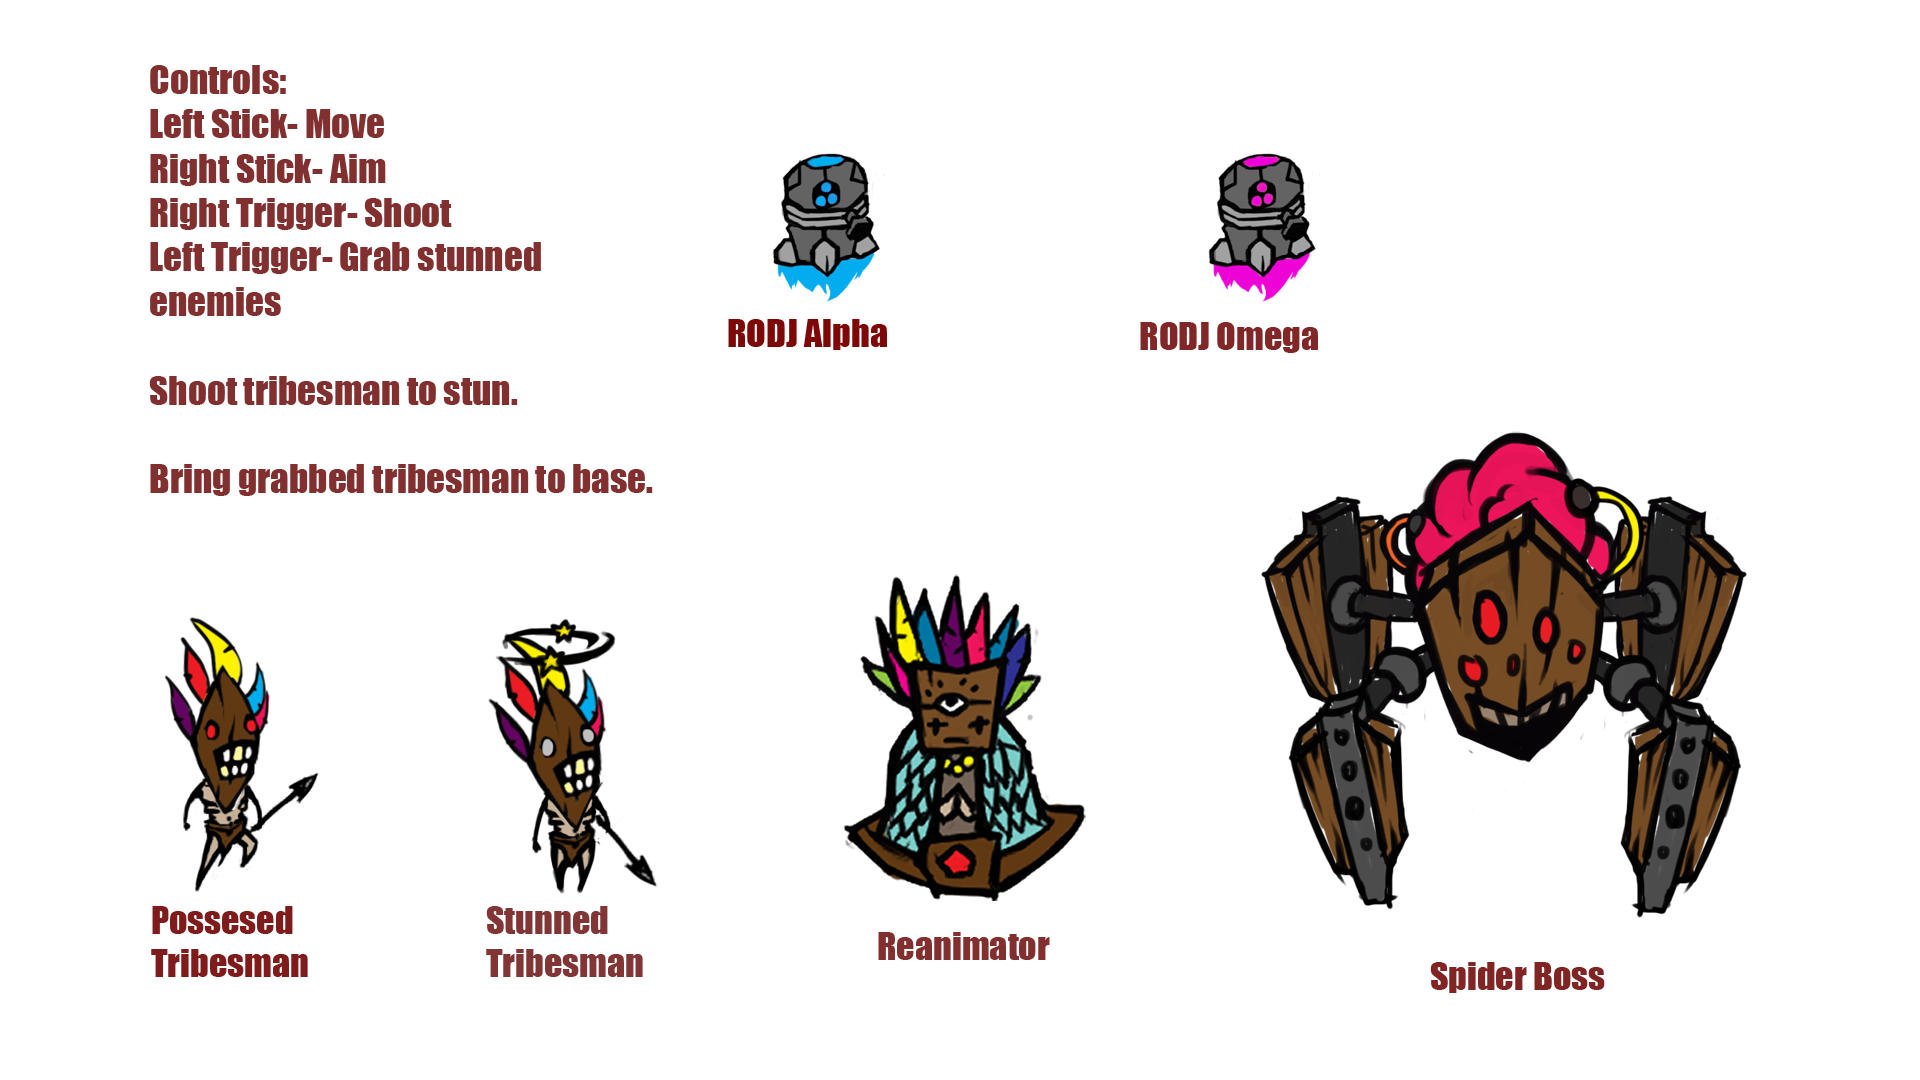 Controls:
Left Stick- Move
Right Stick- Aim
Right Trigger- Shoot
Left Trigger- Grab stunned
enemies
Shoot tribesman to stun.
Bring grabbed tribesman to base.
RODJ Alpha
RODJ Omega
Possesed
Tribesman
Stunned
Tribesman
Reanimator
Spider Boss